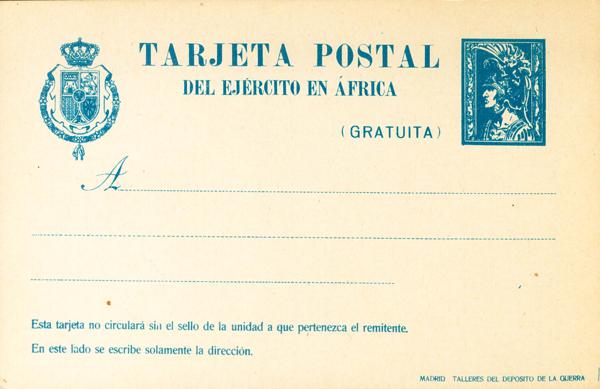 TARJETA POSTAL
DEL EJÉRCITO EN ÁFRICA
(GRATUITA)
A
Esta tarjeta no circulará sin el sello de la unidad a que pertenezca el remitente.
En este lado se escribe solamente la dirección.
MADRID TALLERES DEL DEPOSITO DE LA GUERRA